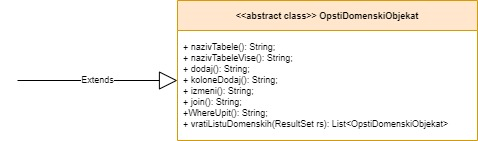 <<abstract class>> OpstiDomenskiObjekat
+ nazivTabele(): String;
+ nazivTabeleVise(): String;
+ dodaj(): String;
+ koloneDodaj(): String;
+ izmeni(): String;
+ join(): String;
+WhereUpit(): String;
+ vratiListuDomenskih(ResultSet rs): List<OpstiDomenskiObjekat>
Extends